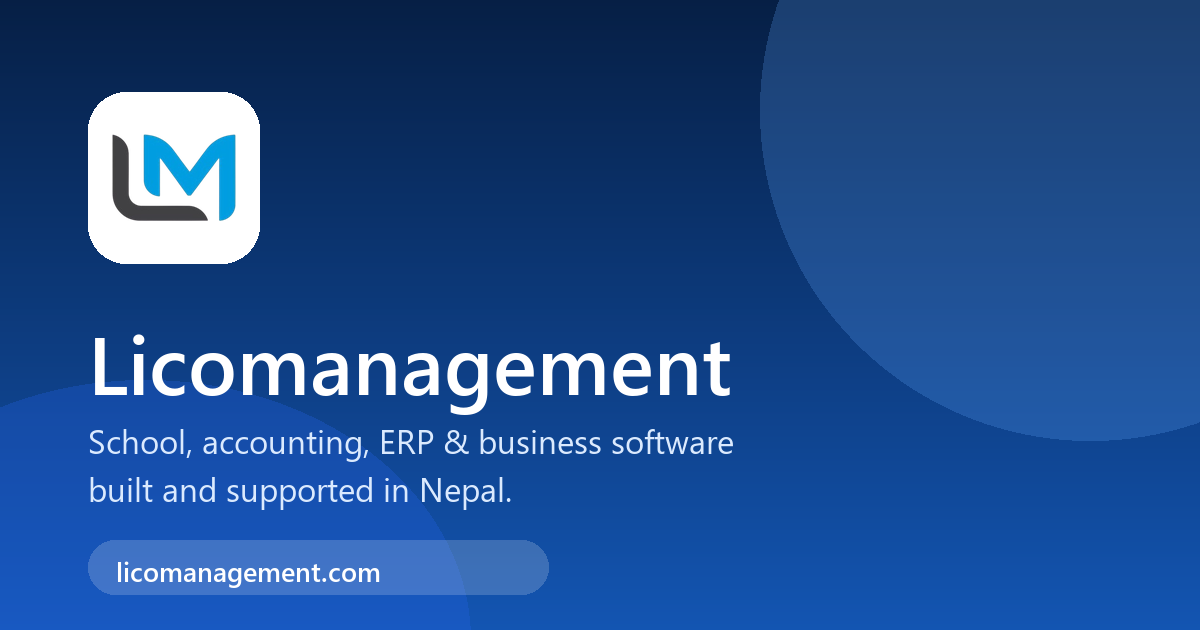 LM
Licomanagement
School, accounting, ERP & business software
built and supported in Nepal.
licomanagement.com